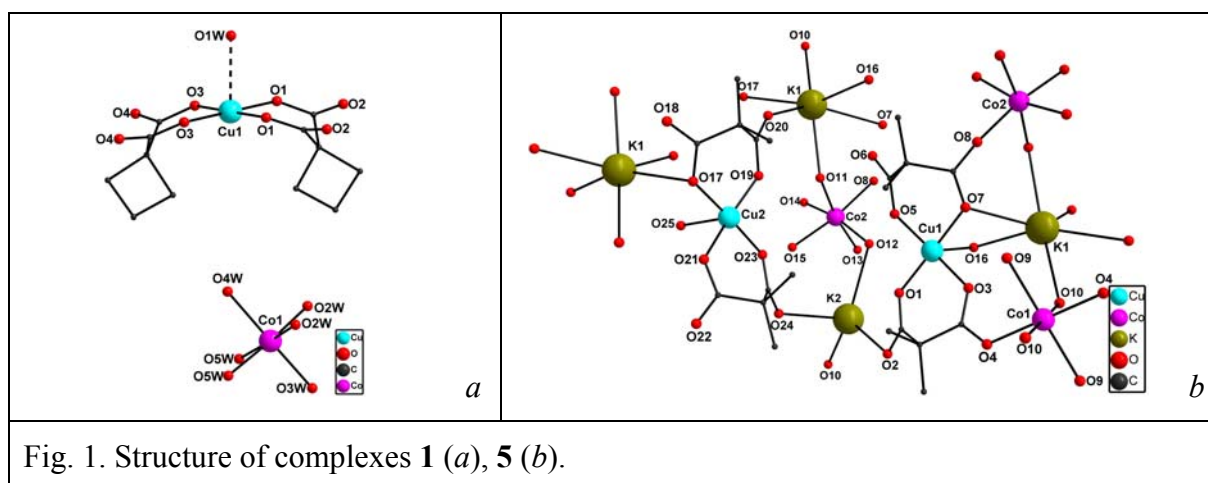 O1W
O3
O1
O4
O2
O4
O3
Cu1
O1
O2
O4W
Co1
O2W
O2W
O5W
O5W
O3W
Cu
O
C
Co
a
O10
O17
K1
O16
O18
O20
O7
Co2
K1
O8
O6
O17
O19
O11
O8
O14
Co2
O5
O7
O25
Cu2
O15
O13
O12
Cu1
O16
K1
O21
O23
O9
O1
O3
O10
O4
K2
Co1
O24
O22
O4
O10
O10
O2
O9
Cu
Co
K
O
C
b
Fig. 1. Structure of complexes 1 (a), 5 (b).